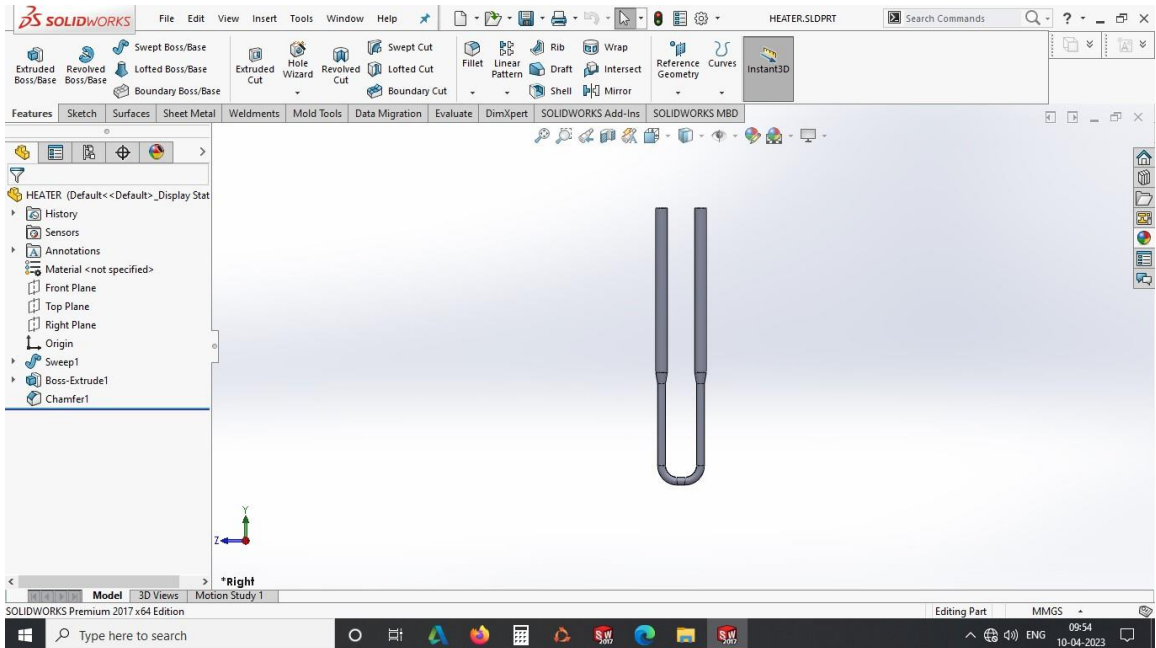 SOLIDWORKS File Edit View Insert Tools Window Help HEATER.SLDPRT Search Commands ?
Extruded Boss/Base
Revolved Boss/Base
Swept Boss/Base
Lofted Boss/Base
Boundary Boss/Base
Extruded Cut
Hole Wizard
Revolved Cut
Swept Cut
Lofted Cut
Boundary Cut
Fillet
Linear Pattern
Rib
Draft
Shell
Wrap
Intersect
Mirror
Reference Geometry
Curves
Instant3D
Features Sketch Surfaces Sheet Metal Weldments Mold Tools Data Migration Evaluate DimXpert SOLIDWORKS Add-Ins SOLIDWORKS MBD
HEATER (Default<<Default>_Display Stat
History
Sensors
Annotations
Material <not specified>
Front Plane
Top Plane
Right Plane
Origin
Sweep1
Boss-Extrude1
Chamfer1
Y
Z
*Right
Model 3D Views Motion Study 1
SOLIDWORKS Premium 2017 x64 Edition Editing Part MMGS
Type here to search SW 2017 SW 2017 ENG 09:54
10-04-2023